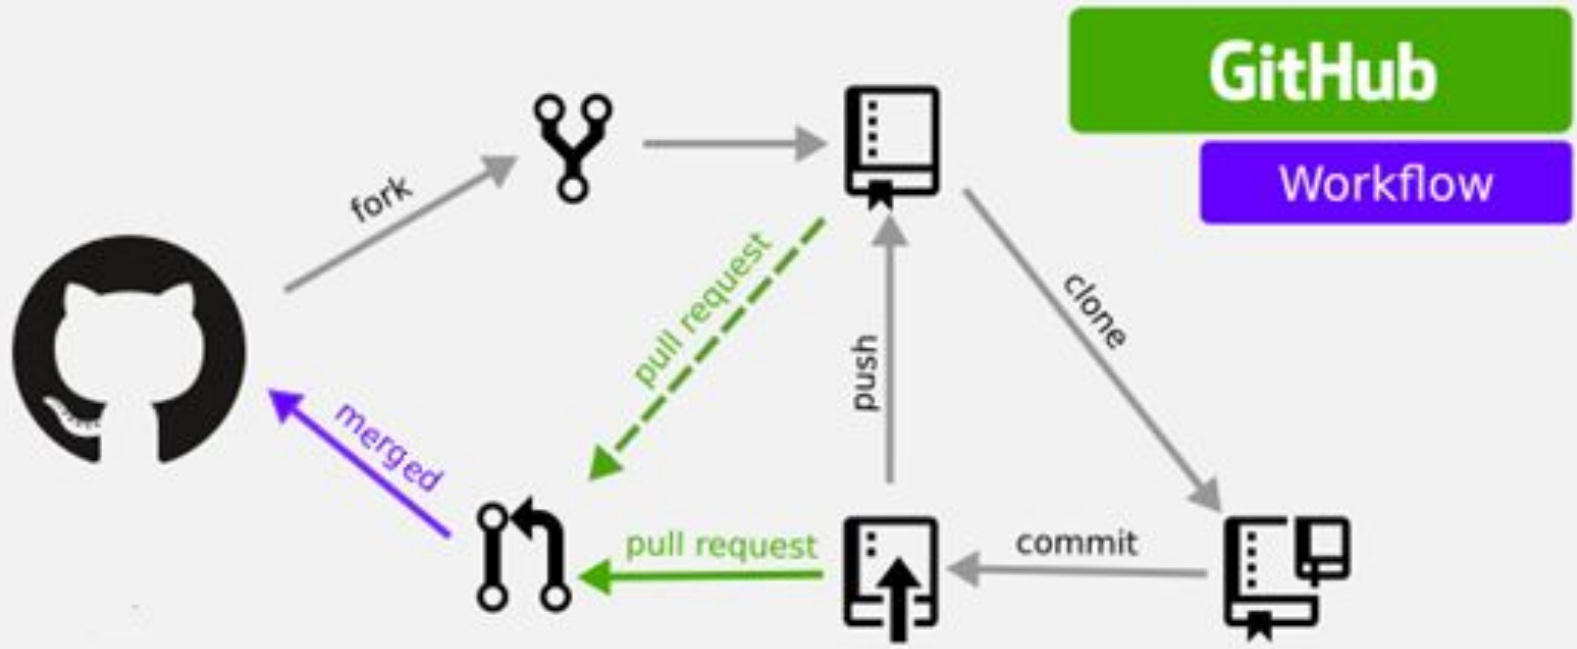 GitHub
Workflow
fork
pull request
clone
push
merged
pull request
commit